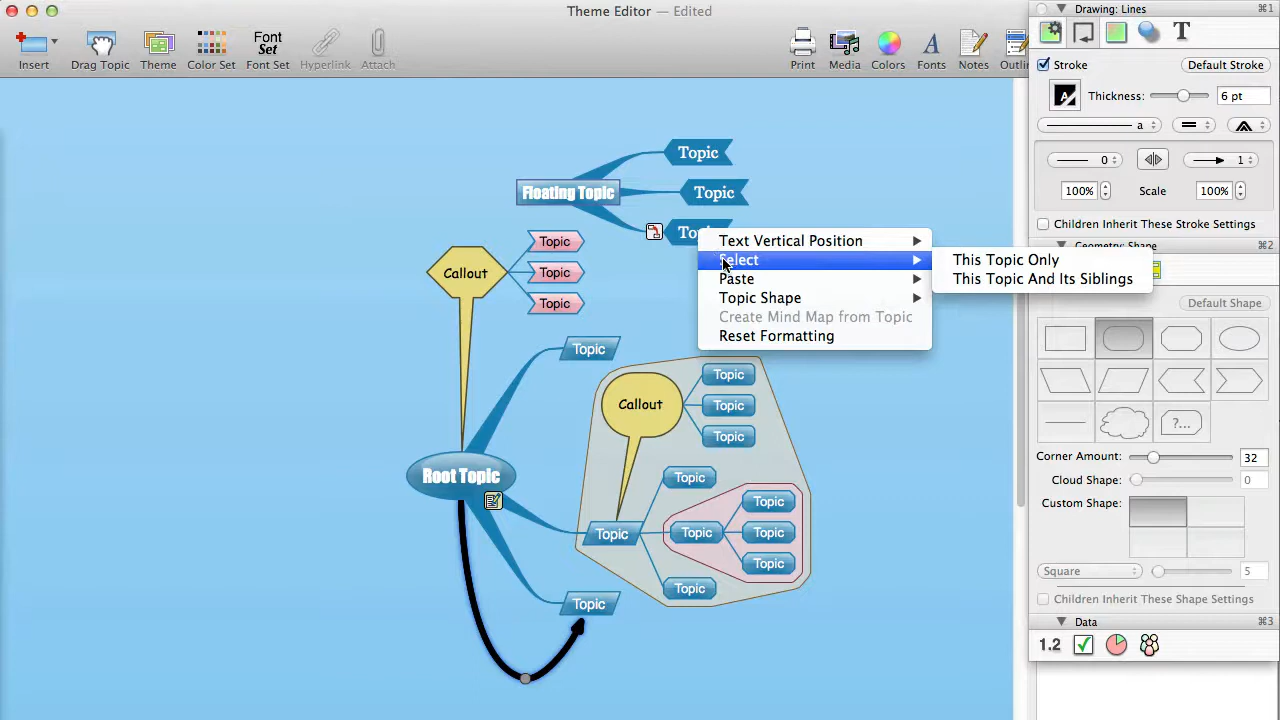 Theme Editor — Edited
Insert
Drag Topic
Theme
Color Set
Font Set
Font Set
Hyperlink
Attach
Print
Media
Colors
Fonts
Notes
Drawing: Lines
⌘1
Stroke
Default Stroke
Thickness:
6 pt
a
0
1
100%
Scale
100%
Children Inherit These Stroke Settings
Geometry Shape
⌘2
Default Shape
?...
Corner Amount:
32
Cloud Shape:
0
Custom Shape:
Square
5
Children Inherit These Shape Settings
Data
⌘3
1.2
Topic
Floating Topic
Topic
Text Vertical Position
Select
This Topic Only
Paste
This Topic And Its Siblings
Topic Shape
Create Mind Map from Topic
Reset Formatting
Topic
Callout
Topic
Topic
Topic
Topic
Callout
Topic
Topic
Root Topic
Topic
Topic
Topic
Topic
Topic
Topic
Topic
Topic